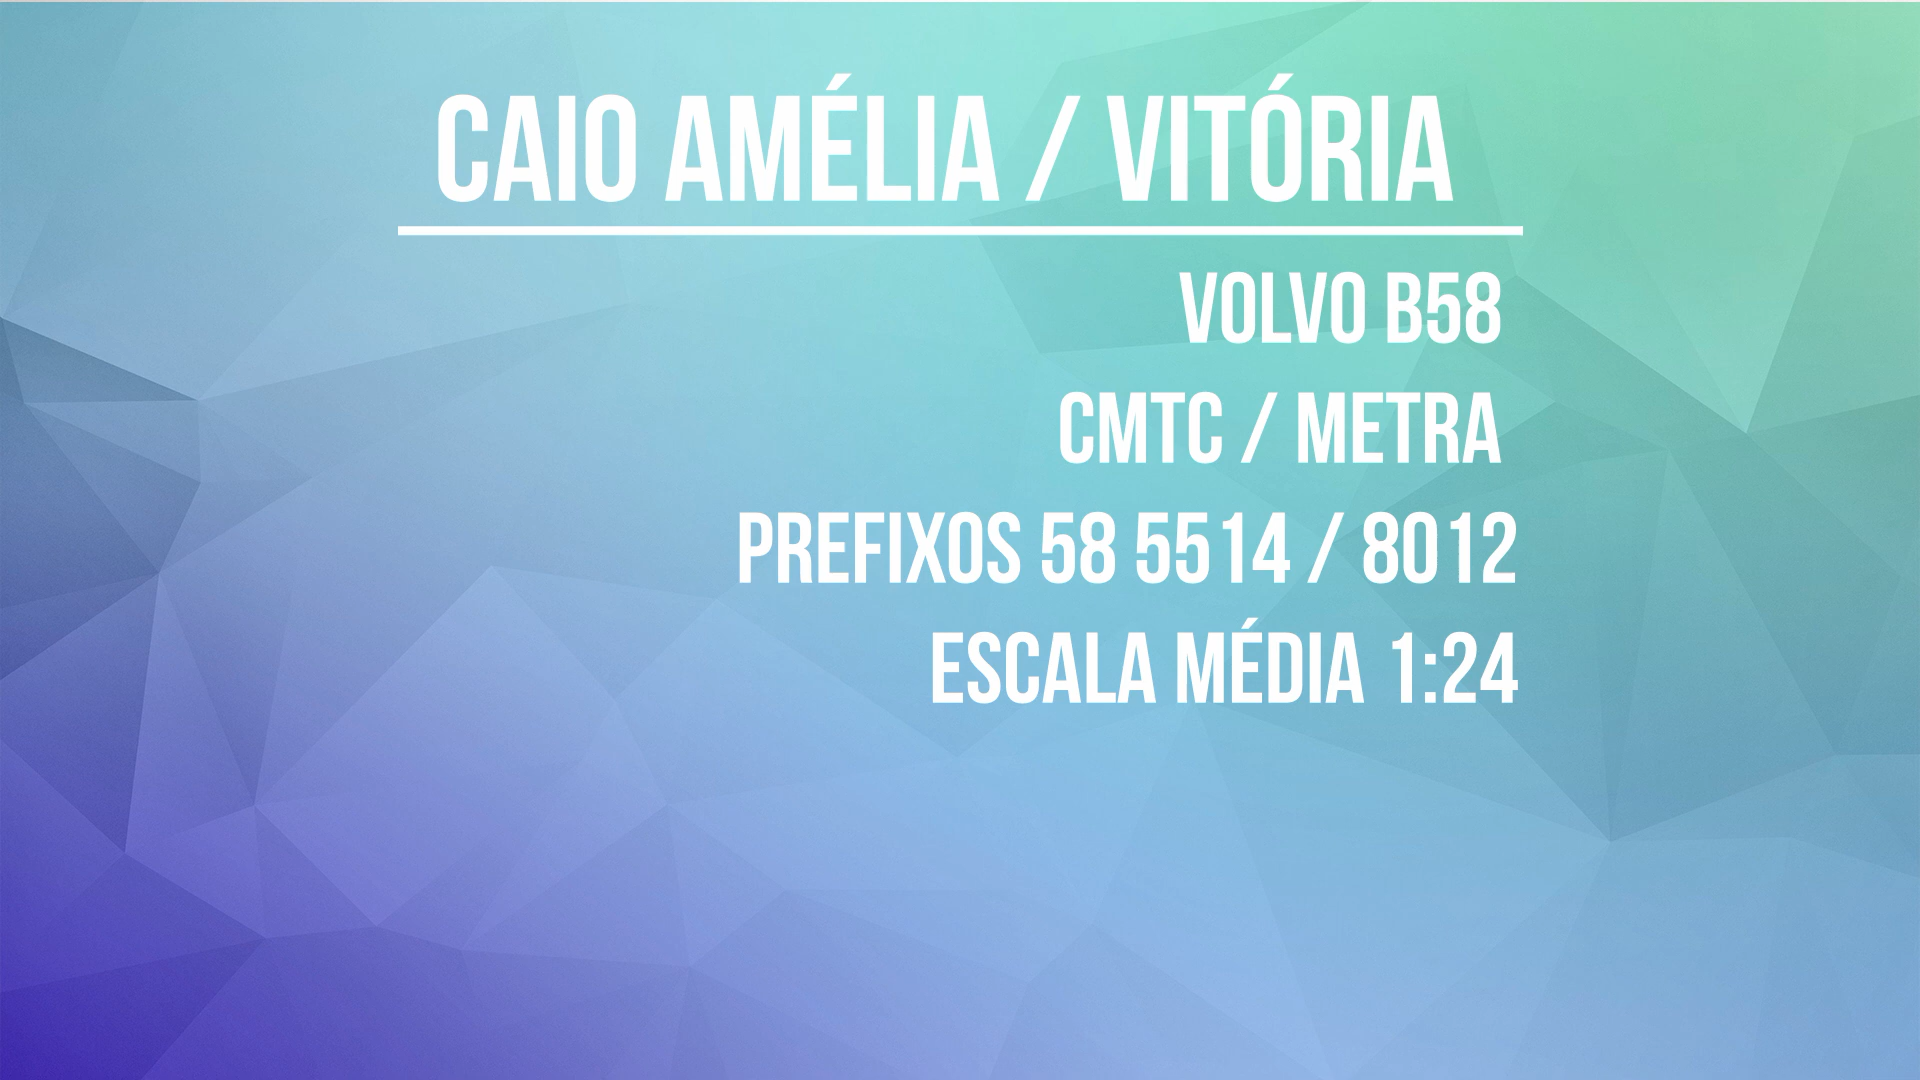 CAIO AMÉLIA / VITÓRIA
VOLVO B58
CMTC / METRA
PREFIXOS 58 5514 / 8012
ESCALA MÉDIA 1:24